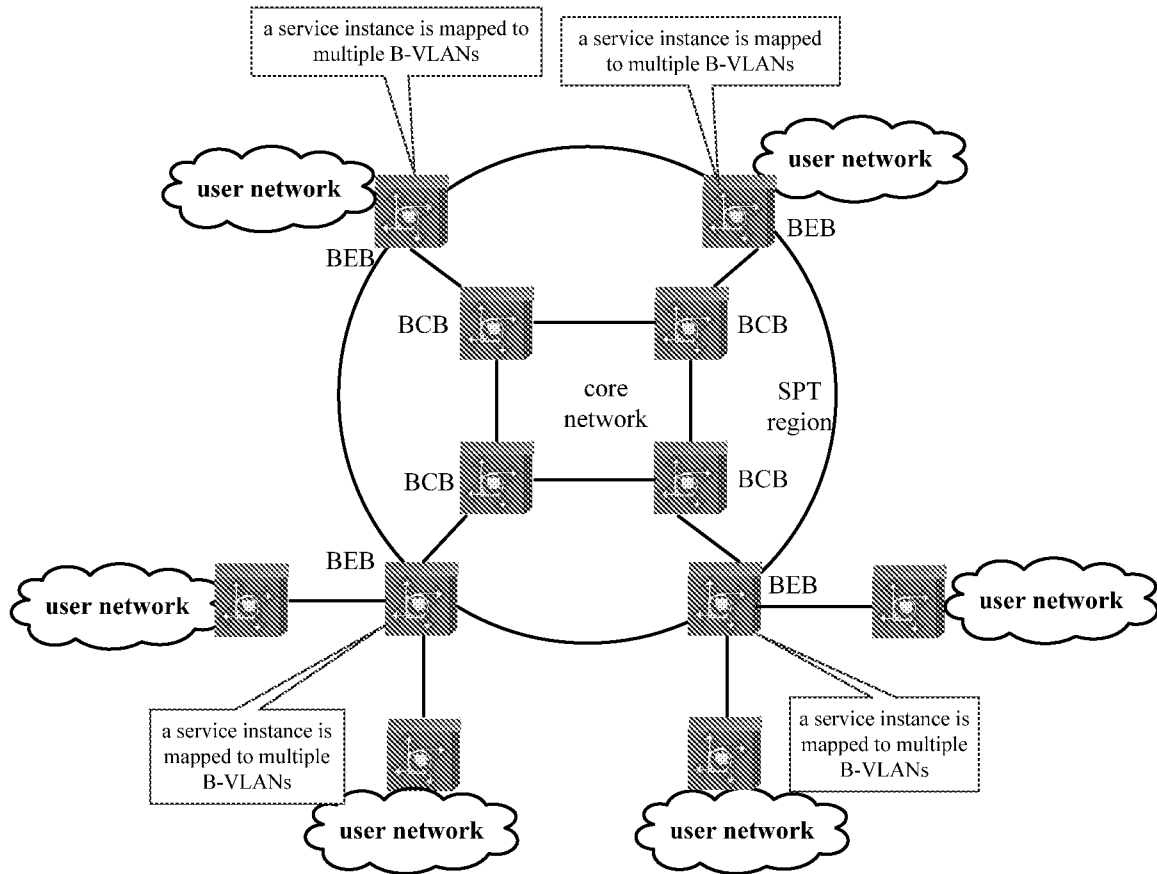 a service instance is mapped to
multiple B-VLANs
a service instance is mapped
to multiple B-VLANs
user network
user network
BEB
BEB
BCB
BCB
core
network
SPT
region
BCB
BCB
BEB
BEB
user network
user network
a service instance is
mapped to multiple
B-VLANs
a service instance is
mapped to multiple
B-VLANs
user network
user network